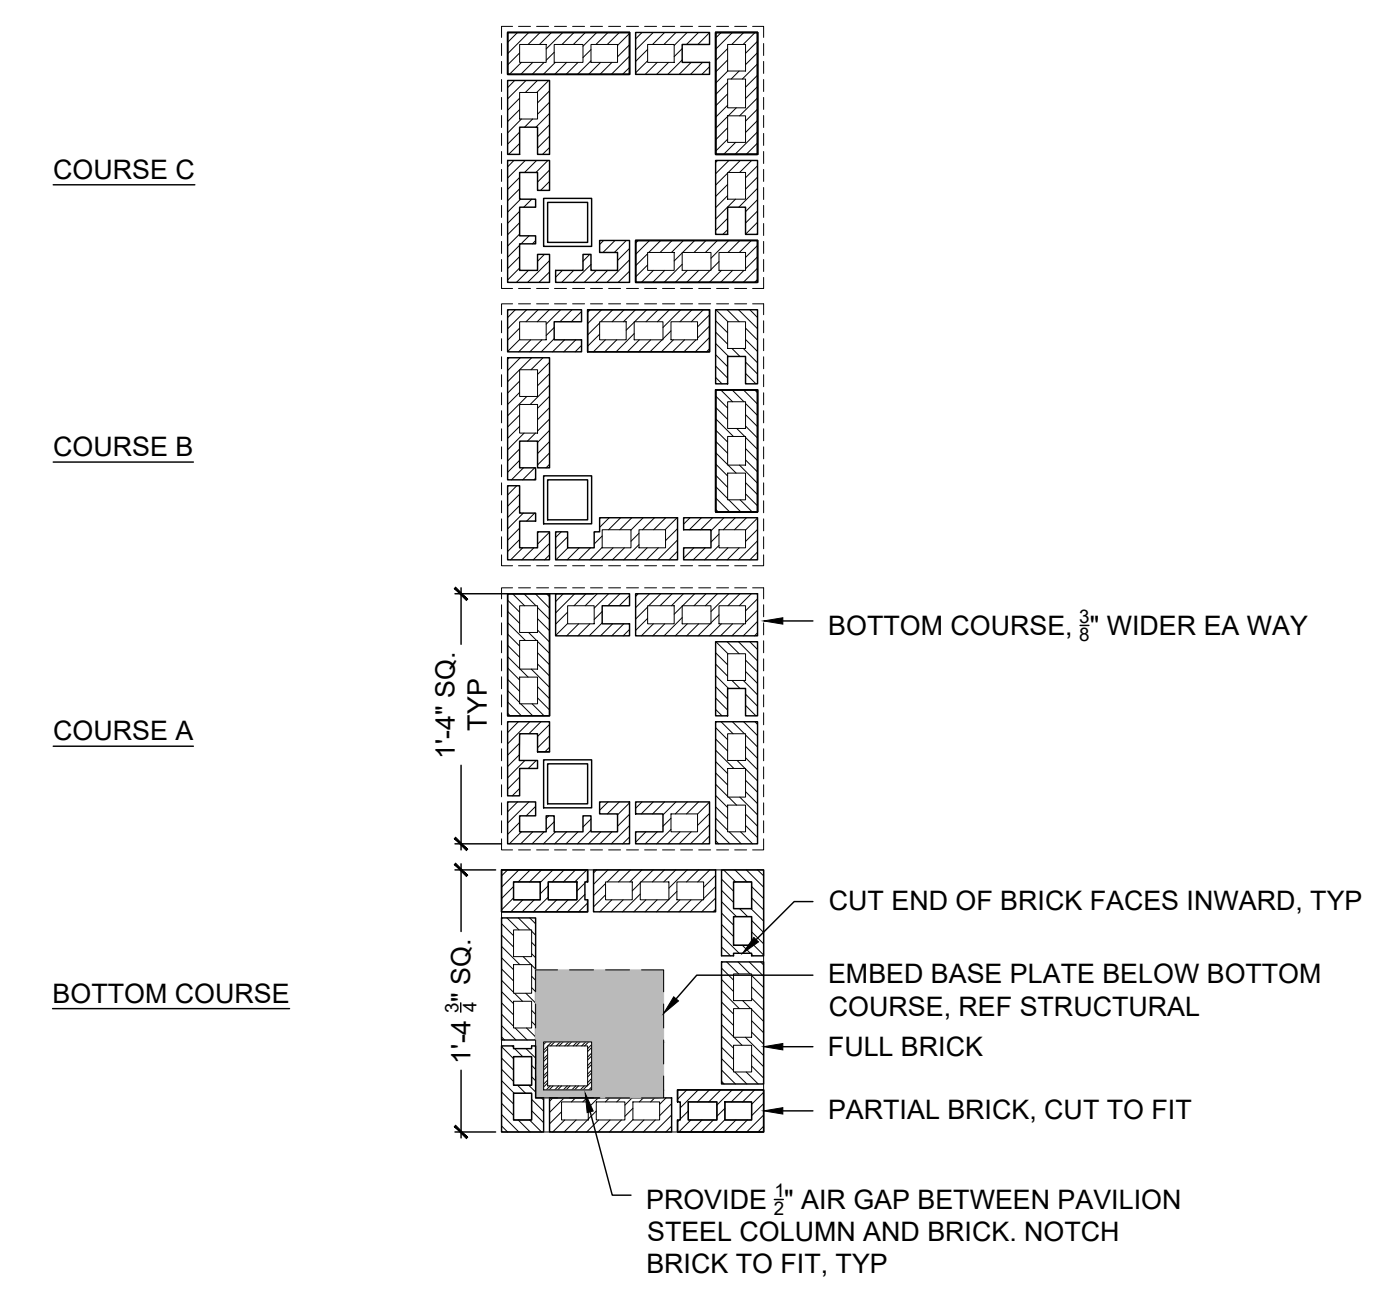 COURSE C
COURSE B
BOTTOM COURSE, 3/8" WIDER EA WAY
1'-4" SQ.
TYP
COURSE A
CUT END OF BRICK FACES INWARD, TYP
EMBED BASE PLATE BELOW BOTTOM
COURSE, REF STRUCTURAL
1'-4 3/4" SQ.
BOTTOM COURSE
FULL BRICK
PARTIAL BRICK, CUT TO FIT
PROVIDE 1/2" AIR GAP BETWEEN PAVILION
STEEL COLUMN AND BRICK. NOTCH
BRICK TO FIT, TYP